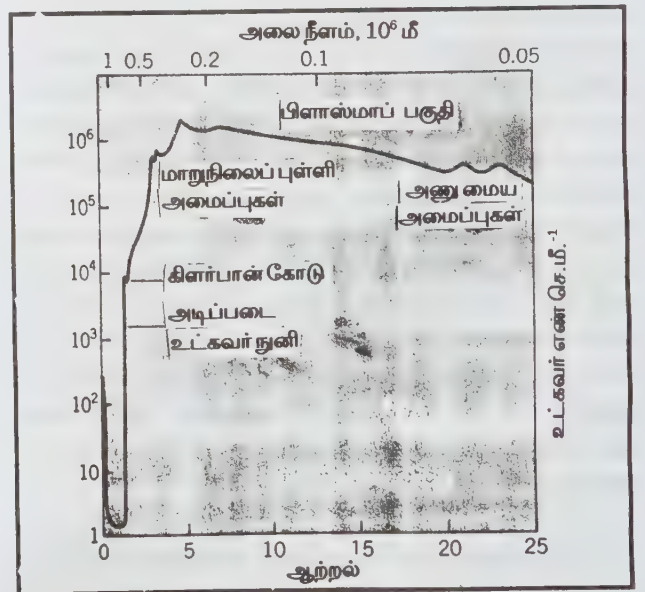 அலை நீளம், 10⁶ மீ
1 0.5 0.2 0.1 0.05
பிளாஸ்மாப் பகுதி
10⁶
மாறுநிலைப் புள்ளி
அமைப்புகள்
அணு மைய
அமைப்புகள்
10⁵
10⁴
கிளர்பான் கோடு
அடிப்படை
10³
உட்கவர் நுனி
10²
10
1
உட்கவர் எண் செ.மீ.⁻¹
0 5 10 15 20 25
ஆற்றல்